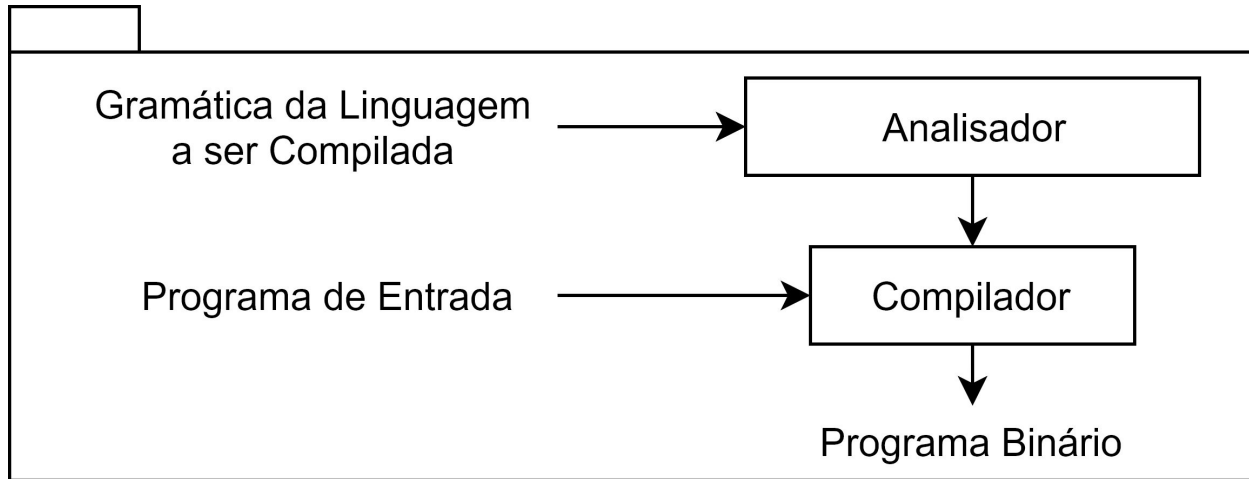 Gramática da Linguagem
a ser Compilada
Analisador
Programa de Entrada
Compilador
Programa Binário